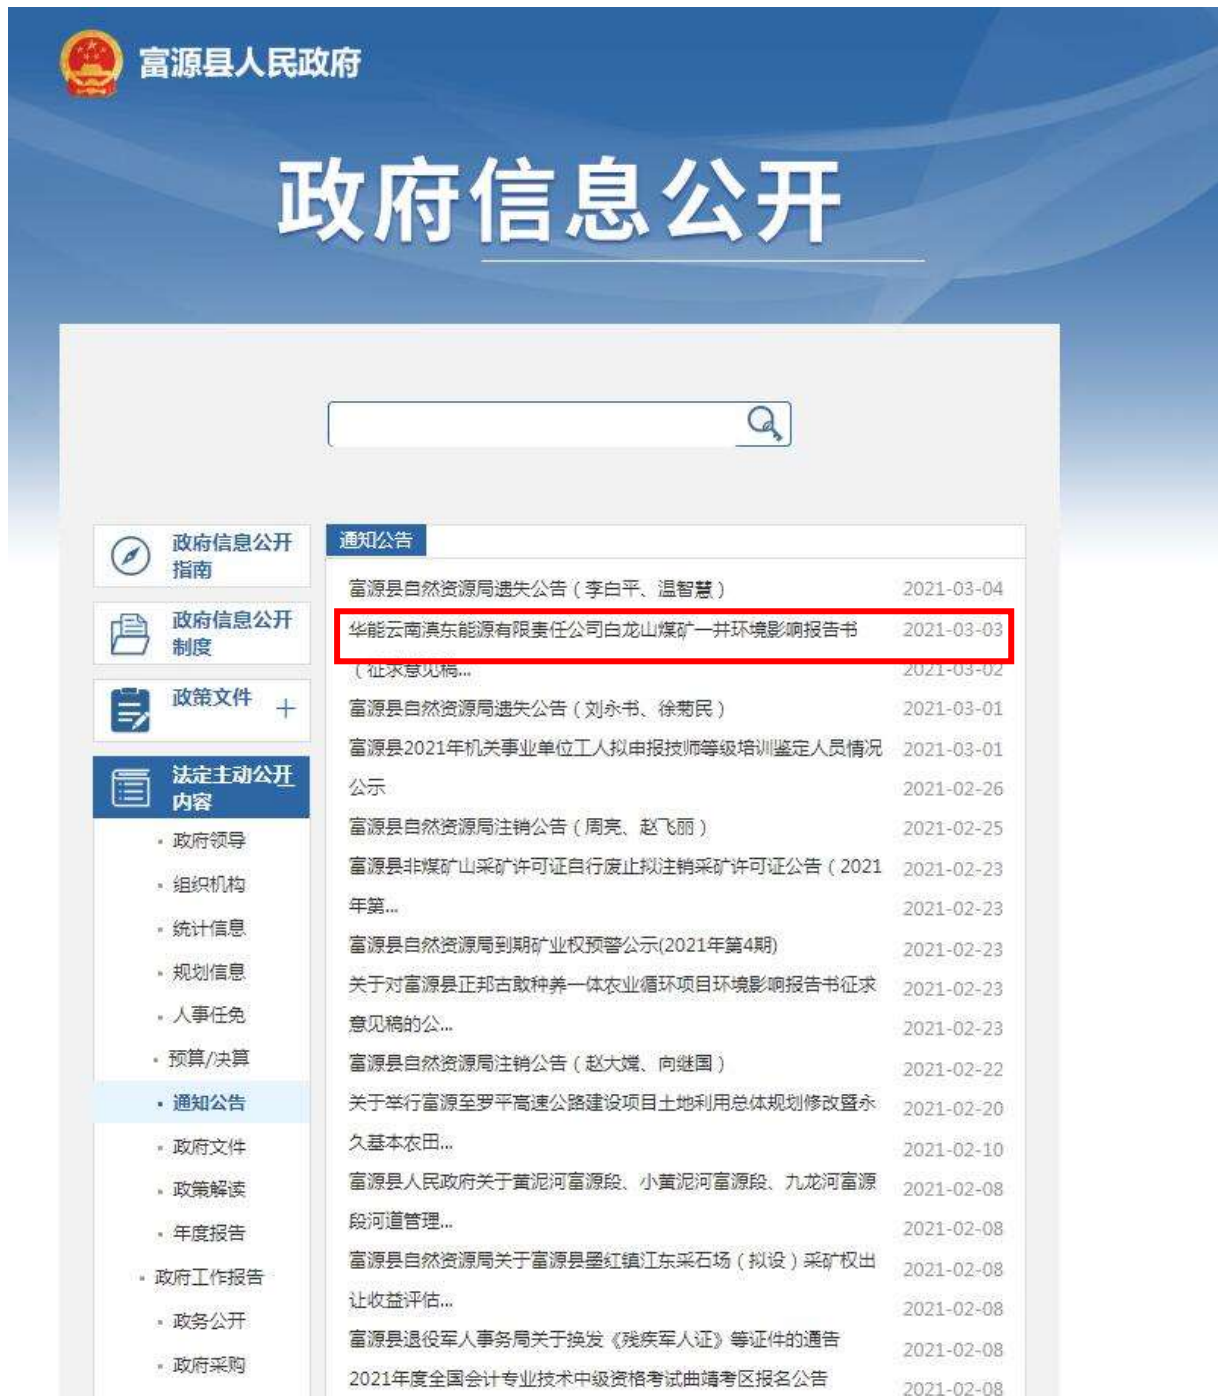 富源县人民政府
政府信息公开
政府信息公开
指南
政府信息公开
制度
政策文件
法定主动公开
内容
政府领导
组织机构
统计信息
规划信息
人事任免
预算/决算
通知公告
政府文件
政策解读
年度报告
政府工作报告
政务公开
政府采购
通知公告
富源县自然资源局遗失公告（李白平、温智慧） 2021-03-04
华能云南滇东能源有限责任公司白龙山煤矿一井环境影响报告书 2021-03-03
（征求意见稿... 2021-03-02
富源县自然资源局遗失公告（刘永书、徐菊民） 2021-03-01
富源县2021年机关事业单位工人拟申报技师等级培训鉴定人员情况 2021-03-01
公示 2021-02-26
富源县自然资源局注销公告（周亮、赵飞丽） 2021-02-25
富源县非煤矿山采矿许可证自行废止拟注销采矿许可证公告（2021 2021-02-23
年第... 2021-02-23
富源县自然资源局到期矿业权预警公示(2021年第4期) 2021-02-23
关于对富源县正邦古敢种养一体农业循环项目环境影响报告书征求 2021-02-23
意见稿的公... 2021-02-23
富源县自然资源局注销公告（赵大嫦、向继国） 2021-02-22
关于举行富源至罗平高速公路建设项目土地利用总体规划修改暨永 2021-02-20
久基本农田... 2021-02-10
富源县人民政府关于黄泥河富源段、小黄泥河富源段、九龙河富源 2021-02-08
段河道管理... 2021-02-08
富源县自然资源局关于富源县墨红镇江东采石场（拟设）采矿权出 2021-02-08
让收益评估... 2021-02-08
富源县退役军人事务局关于换发《残疾军人证》等证件的通告 2021-02-08
2021年度全国会计专业技术中级资格考试曲靖考区报名公告 2021-02-08